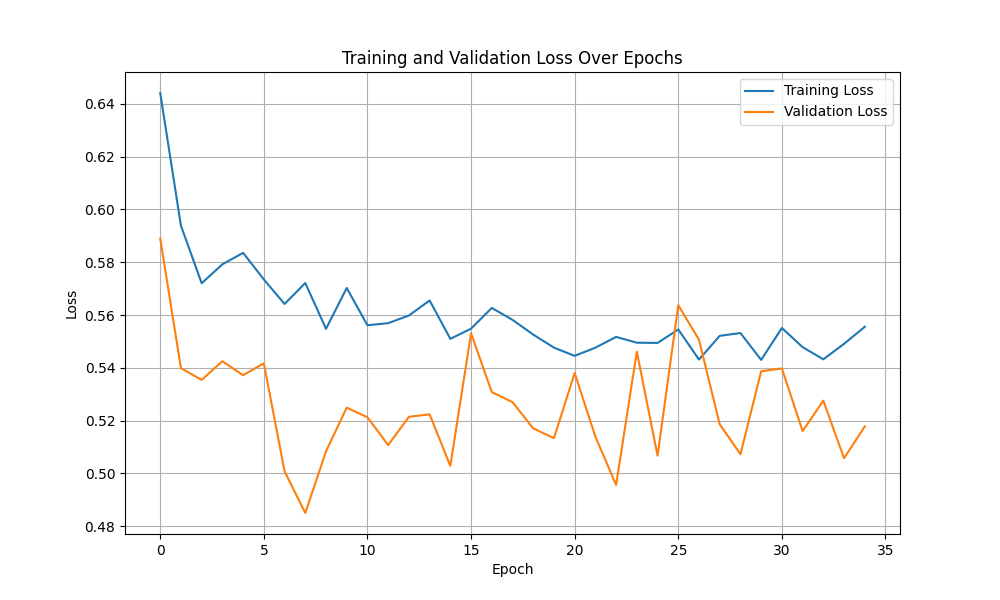 Training and Validation Loss Over Epochs
Training Loss
Validation Loss
Loss
0.64
0.62
0.60
0.58
0.56
0.54
0.52
0.50
0.48
0 5 10 15 20 25 30 35
Epoch